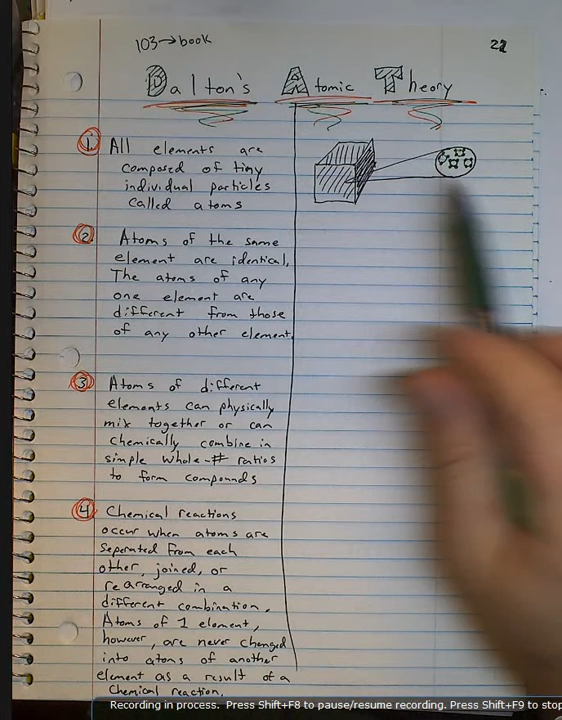 103→book
22
Dalton's Atomic Theory
1. All elements are
composed of tiny
individual particles
called atoms
2. Atoms of the same
element are identical.
The atoms of any
one element are
different from those
of any other element.
3 Atoms of different
elements can physically
mix together or can
chemically combine in
simple whole-# ratios
to form compounds
4 Chemical reactions
occur when atoms are
seperated from each
other, joined, or
rearranged in a
different combination.
Atoms of 1 element,
however, are never changed
into atoms of another
element as a result of a
Chemical reaction.
Recording in process. Press Shift+F8 to pause/resume recording. Press Shift+F9 to stop